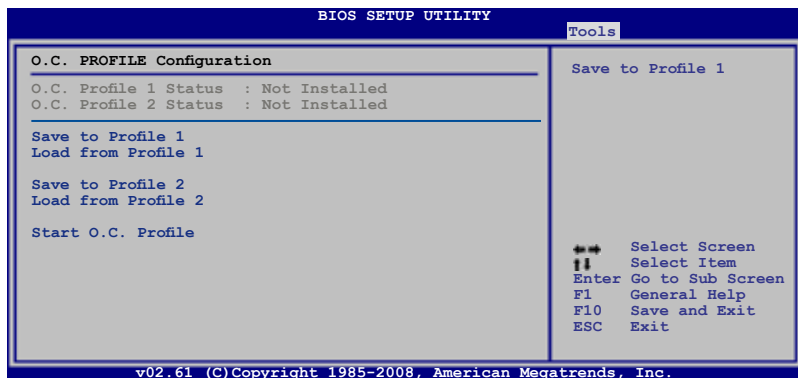 BIOS SETUP UTILITY
Tools
O.C. PROFILE Configuration
O.C. Profile 1 Status : Not Installed
O.C. Profile 2 Status : Not Installed
Save to Profile 1
Load from Profile 1
Save to Profile 2
Load from Profile 2
Start O.C. Profile
Save to Profile 1
Select Screen
Select Item
Enter Go to Sub Screen
F1 General Help
F10 Save and Exit
ESC Exit
v02.61 (C)Copyright 1985-2008, American Megatrends, Inc.